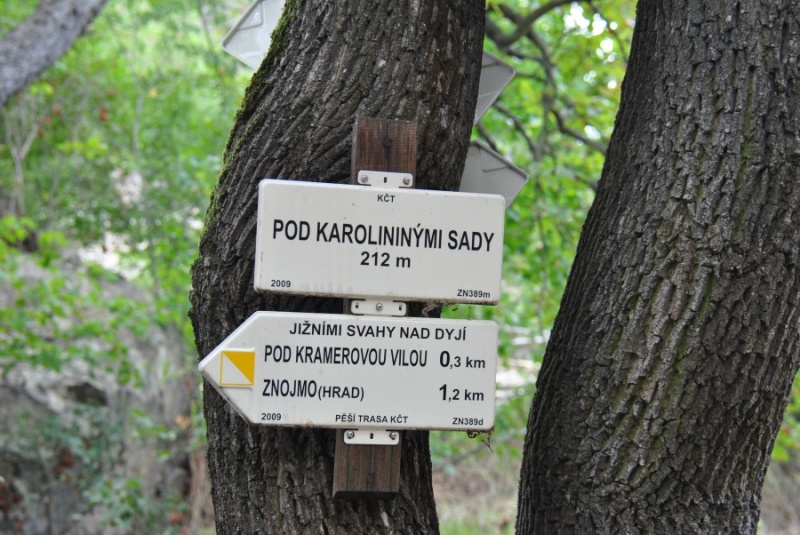 KČT
POD KAROLININÝMI SADY
212 m
2009 ZN389m
JIŽNÍMI SVAHY NAD DYJÍ
POD KRAMEROVOU VILOU 0,3 km
ZNOJMO(HRAD) 1,2 km
2009 PĚŠÍ TRASA KČT ZN389d